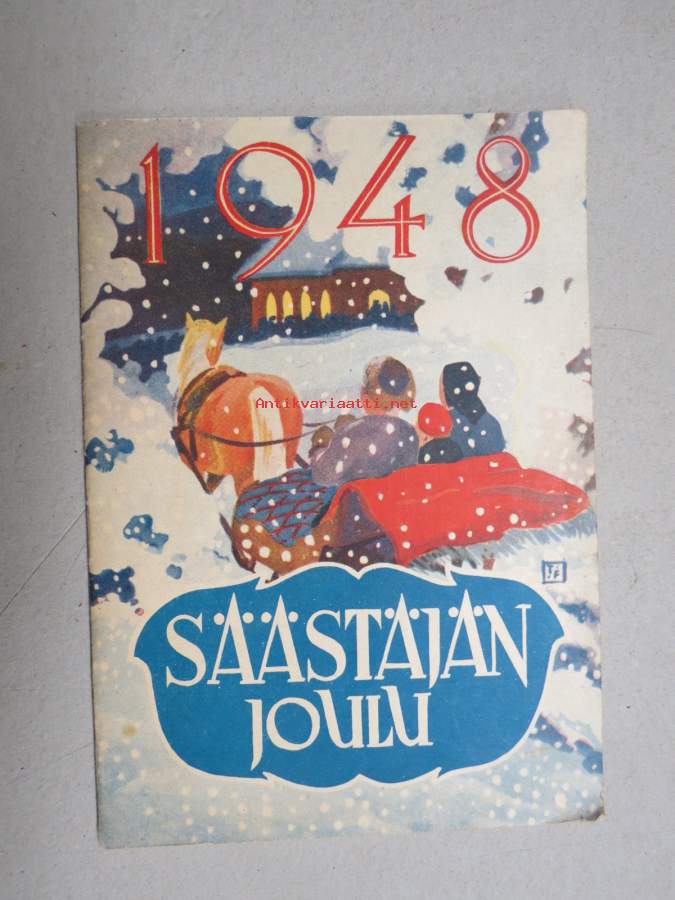 1948
Antikvariaatti.net
SÄÄSTÄJÄN
JOULU